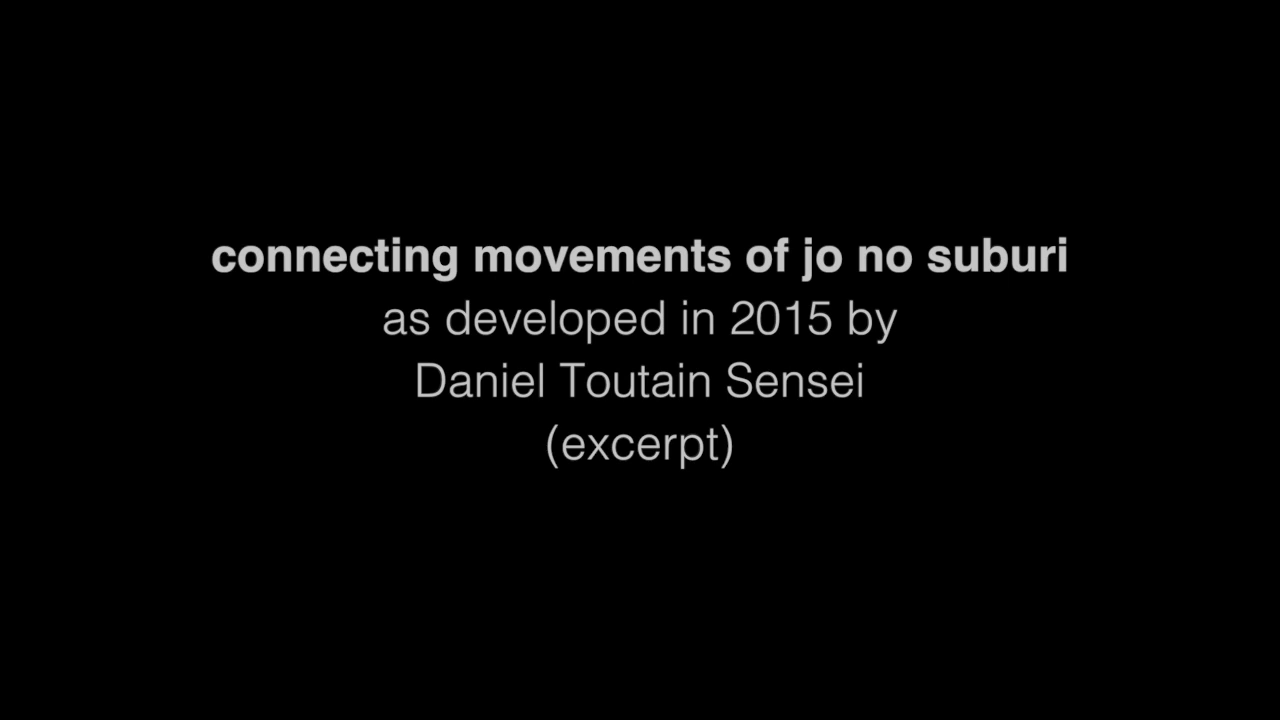 connecting movements of jo no suburi
as developed in 2015 by
Daniel Toutain Sensei
(excerpt)